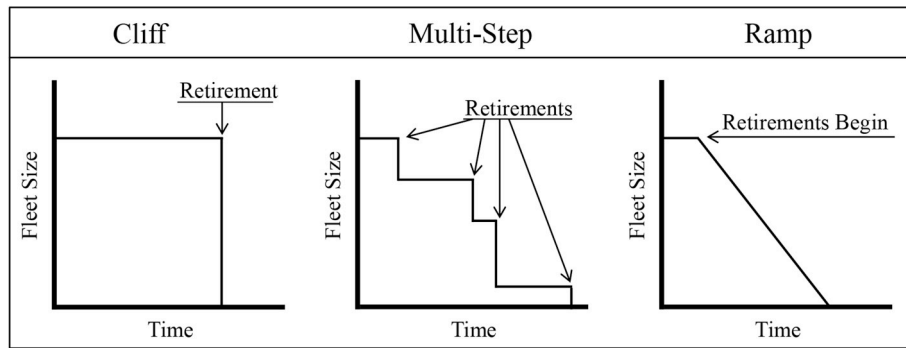 Cliff
Multi-Step
Ramp
Retirement
Fleet Size
Time
Retirements
Fleet Size
Time
Retirements Begin
Fleet Size
Time